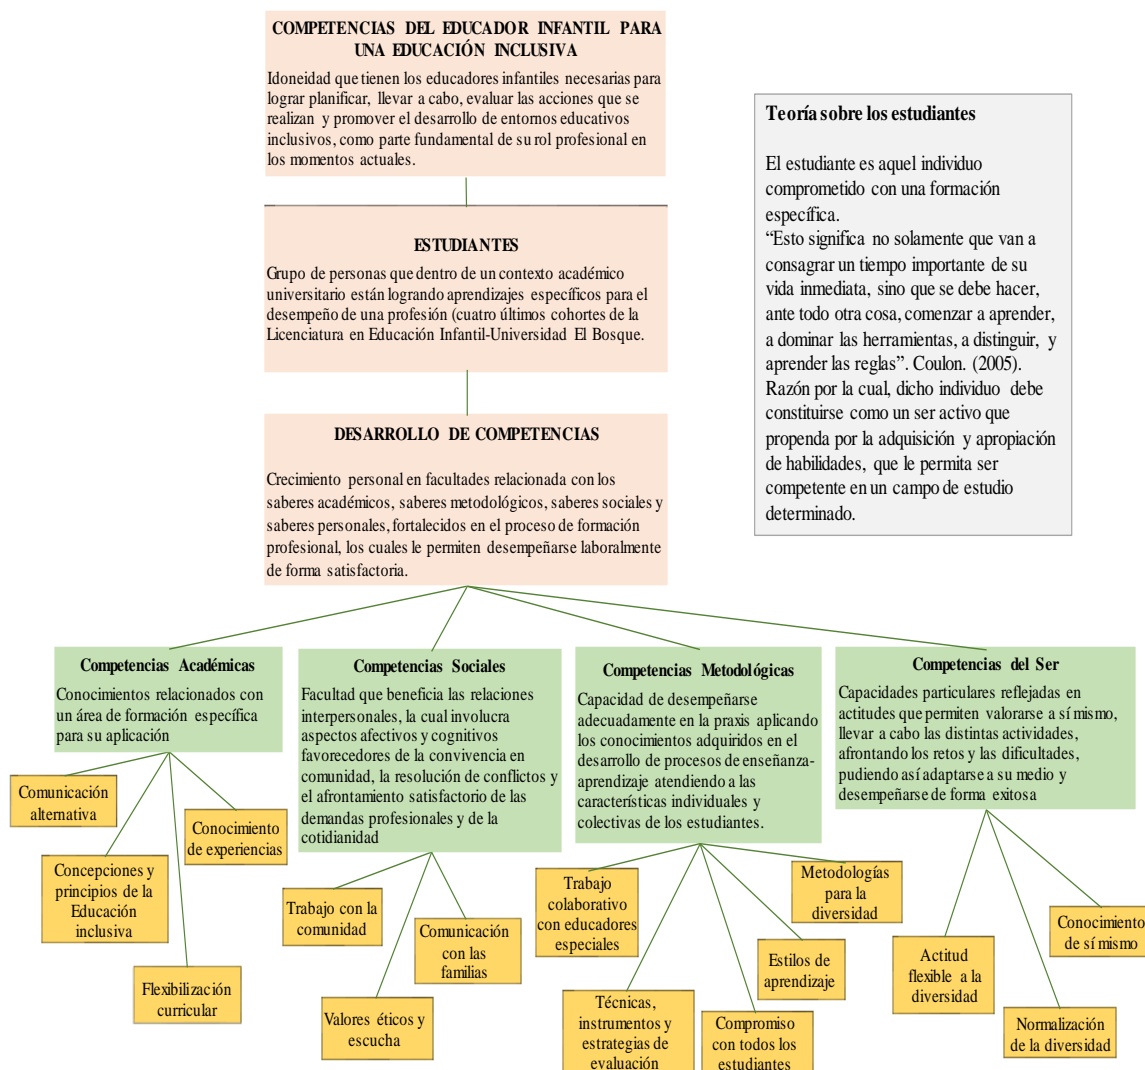 COMPETENCIAS DEL EDUCADOR INFANTIL PARA
UNA EDUCACIÓN INCLUSIVA
Idoneidad que tienen los educadores infantiles necesarias para
lograr planificar, llevar a cabo, evaluar las acciones que se
realizan y promover el desarrollo de entornos educativos
inclusivos, como parte fundamental de su rol profesional en
los momentos actuales.
ESTUDIANTES
Grupo de personas que dentro de un contexto académico
universitario están logrando aprendizajes específicos para el
desempeño de una profesión (cuatro últimos cohortes de la
Licenciatura en Educación Infantil-Universidad El Bosque.
DESARROLLO DE COMPETENCIAS
Crecimiento personal en facultades relacionada con los
saberes académicos, saberes metodológicos, saberes sociales y
saberes personales, fortalecidos en el proceso de formación
profesional, los cuales le permiten desempeñarse laboralmente
de forma satisfactoria.
Teoría sobre los estudiantes
El estudiante es aquel individuo
comprometido con una formación
específica.
“Esto significa no solamente que van a
consagrar un tiempo importante de su
vida inmediata, sino que se debe hacer,
ante todo otra cosa, comenzar a aprender,
a dominar las herramientas, a distinguir, y
aprender las reglas”. Coulon. (2005).
Razón por la cual, dicho individuo debe
constituirse como un ser activo que
propenda por la adquisición y apropiación
de habilidades, que le permita ser
competente en un campo de estudio
determinado.
Competencias Académicas
Conocimientos relacionados con
un área de formación específica
para su aplicación
Comunicación
alternativa
Conocimiento
de experiencias
Concepciones y
principios de la
Educación
inclusiva
Flexibilización
curricular
Competencias Sociales
Facultad que beneficia las relaciones
interpersonales, la cual involucra
aspectos afectivos y cognitivos
favorecedores de la convivencia en
comunidad, la resolución de conflictos y
el afrontamiento satisfactorio de las
demandas profesionales y de la
cotidianidad
Trabajo con la
comunidad
Comunicación
con las
familias
Valores éticos y
escucha
Competencias Metodológicas
Capacidad de desempeñarse
adecuadamente en la praxis aplicando
los conocimientos adquiridos en el
desarrollo de procesos de enseñanza-
aprendizaje atendiendo a las
características individuales y
colectivas de los estudiantes.
Trabajo
colaborativo
con educadores
especiales
Metodologías
para la
diversidad
Estilos de
aprendizaje
Técnicas,
instrumentos y
estrategias de
evaluación
Compromiso
con todos los
estudiantes
Competencias del Ser
Capacidades particulares reflejadas en
actitudes que permiten valorarse a sí mismo,
llevar a cabo las distintas actividades,
afrontando los retos y las dificultades,
pudiendo así adaptarse a su medio y
desempeñarse de forma exitosa
Conocimiento
de sí mismo
Actitud
flexible a la
diversidad
Normalización
de la diversidad